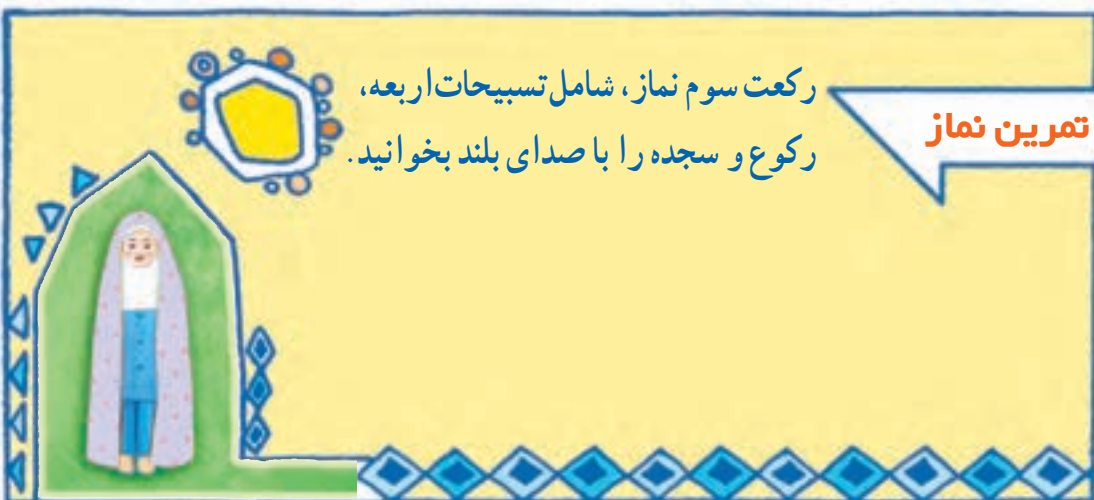 تمرین نماز
رکعت سوم نماز، شامل تسبیحات اربعه،
رکوع و سجده را با صدای بلند بخوانید.